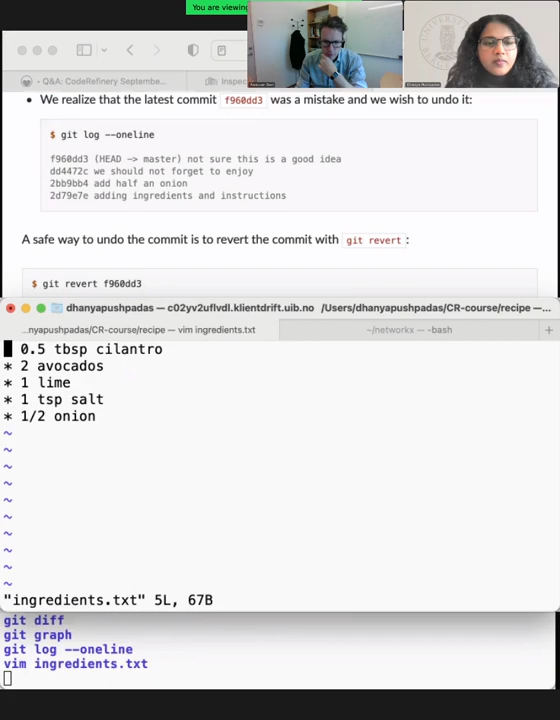 You are viewing
Q&A: CodeRefinery Septembe...
Inspec
• We realize that the latest commit f960dd3 was a mistake and we wish to undo it:
$ git log --oneline
f960dd3 (HEAD -> master) not sure this is a good idea
dd4472c we should not forget to enjoy
2bb9bb4 add half an onion
2d79e7e adding ingredients and instructions
A safe way to undo the commit is to revert the commit with git revert :
$ git revert f960dd3
dhanyapushpadas — c02yv2uflvdl.klientdrift.uib.no /Users/dhanyapushpadas/CR-course/recipe —...
...nyapushpadas/CR-course/recipe — vim ingredients.txt
~/networkx — -bash
+
0.5 tbsp cilantro
* 2 avocados
* 1 lime
* 1 tsp salt
* 1/2 onion
~
~
~
~
~
~
~
~
~
~
"ingredients.txt" 5L, 67B
git diff
git graph
git log --oneline
vim ingredients.txt